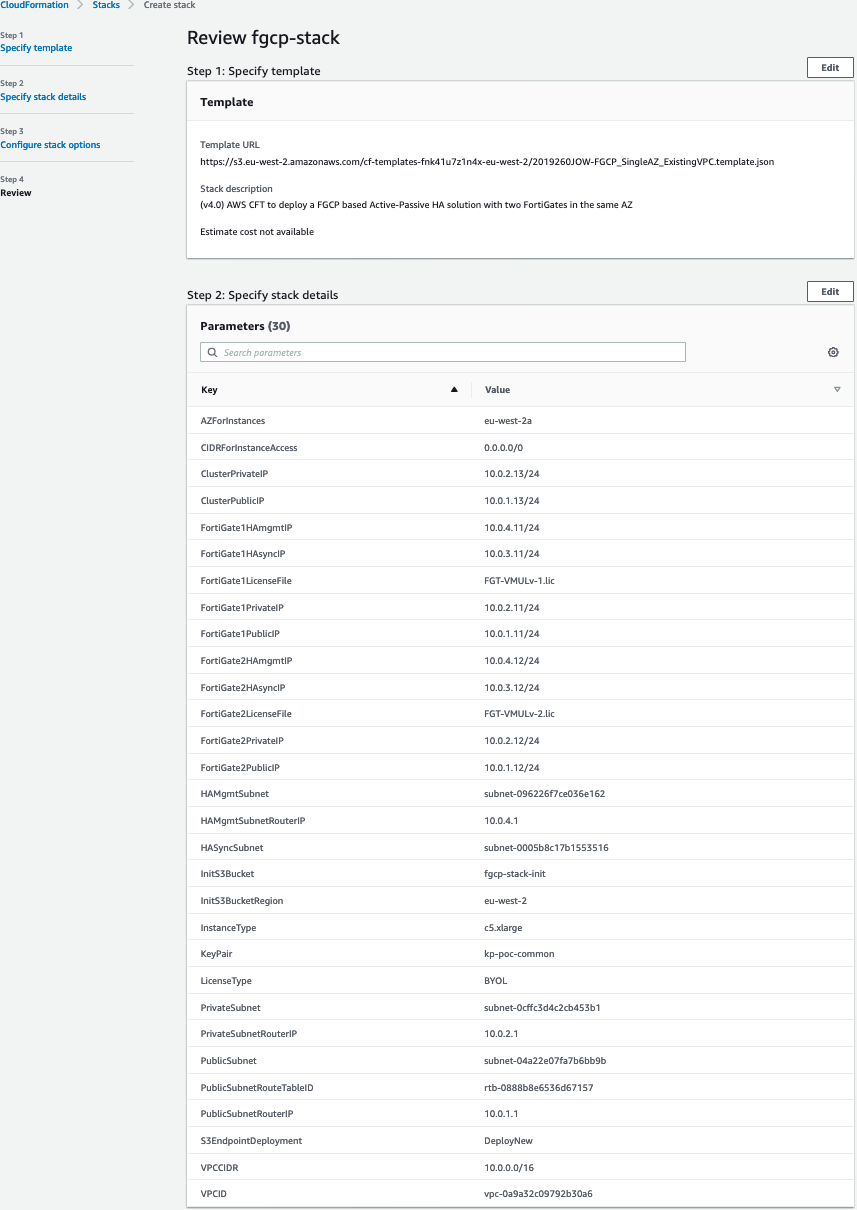 CloudFormation > Stacks > Create stack
Step 1
Specify template
Step 2
Specify stack details
Step 3
Configure stack options
Step 4
Review
Review fgcp-stack
Step 1: Specify template
Edit
Template
Template URL
https://s3.eu-west-2.amazonaws.com/cf-templates-fnk41u7z1n4x-eu-west-2/2019260JOW-FGCP_SingleAZ_ExistingVPC.template.json
Stack description
(v4.0) AWS CFT to deploy a FGCP based Active-Passive HA solution with two FortiGates in the same AZ
Estimate cost not available
Step 2: Specify stack details
Edit
Parameters (30)
Search parameters
Key Value
AZForInstances eu-west-2a
CIDRForInstanceAccess 0.0.0.0/0
ClusterPrivateIP 10.0.2.13/24
ClusterPublicIP 10.0.1.13/24
FortiGate1HAmgmtIP 10.0.4.11/24
FortiGate1HAsyncIP 10.0.3.11/24
FortiGate1LicenseFile FGT-VMULv-1.lic
FortiGate1PrivateIP 10.0.2.11/24
FortiGate1PublicIP 10.0.1.11/24
FortiGate2HAmgmtIP 10.0.4.12/24
FortiGate2HAsyncIP 10.0.3.12/24
FortiGate2LicenseFile FGT-VMULv-2.lic
FortiGate2PrivateIP 10.0.2.12/24
FortiGate2PublicIP 10.0.1.12/24
HAMgmtSubnet subnet-096226f7ce036e162
HAMgmtSubnetRouterIP 10.0.4.1
HASyncSubnet subnet-0005b8c17b1553516
InitS3Bucket fgcp-stack-init
InitS3BucketRegion eu-west-2
InstanceType c5.xlarge
KeyPair kp-poc-common
LicenseType BYOL
PrivateSubnet subnet-0cffc3d4c2cb453b1
PrivateSubnetRouterIP 10.0.2.1
PublicSubnet subnet-04a22e07fa7b6bb9b
PublicSubnetRouteTableID rtb-0888b8e6536d67157
PublicSubnetRouterIP 10.0.1.1
S3EndpointDeployment DeployNew
VPCCIDR 10.0.0.0/16
VPCID vpc-0a9a32c09792b30a6